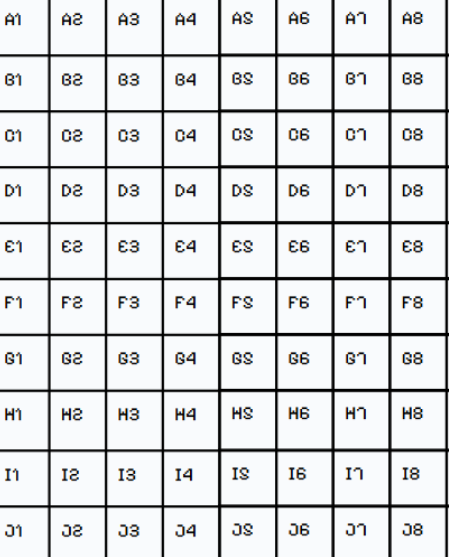 A1 A2 A3 A4 A5 A6 A7 A8
B1 B2 B3 B4 B5 B6 B7 B8
C1 C2 C3 C4 C5 C6 C7 C8
D1 D2 D3 D4 D5 D6 D7 D8
E1 E2 E3 E4 E5 E6 E7 E8
F1 F2 F3 F4 F5 F6 F7 F8
G1 G2 G3 G4 G5 G6 G7 G8
H1 H2 H3 H4 H5 H6 H7 H8
I1 I2 I3 I4 I5 I6 I7 I8
J1 J2 J3 J4 J5 J6 J7 J8